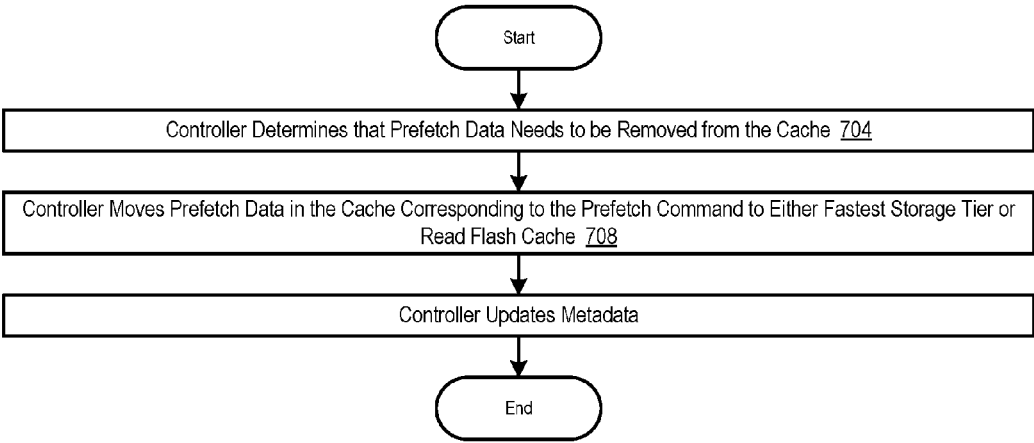 Start
Controller Determines that Prefetch Data Needs to be Removed from the Cache 704
Controller Moves Prefetch Data in the Cache Corresponding to the Prefetch Command to Either Fastest Storage Tier or
Read Flash Cache 708
Controller Updates Metadata
End